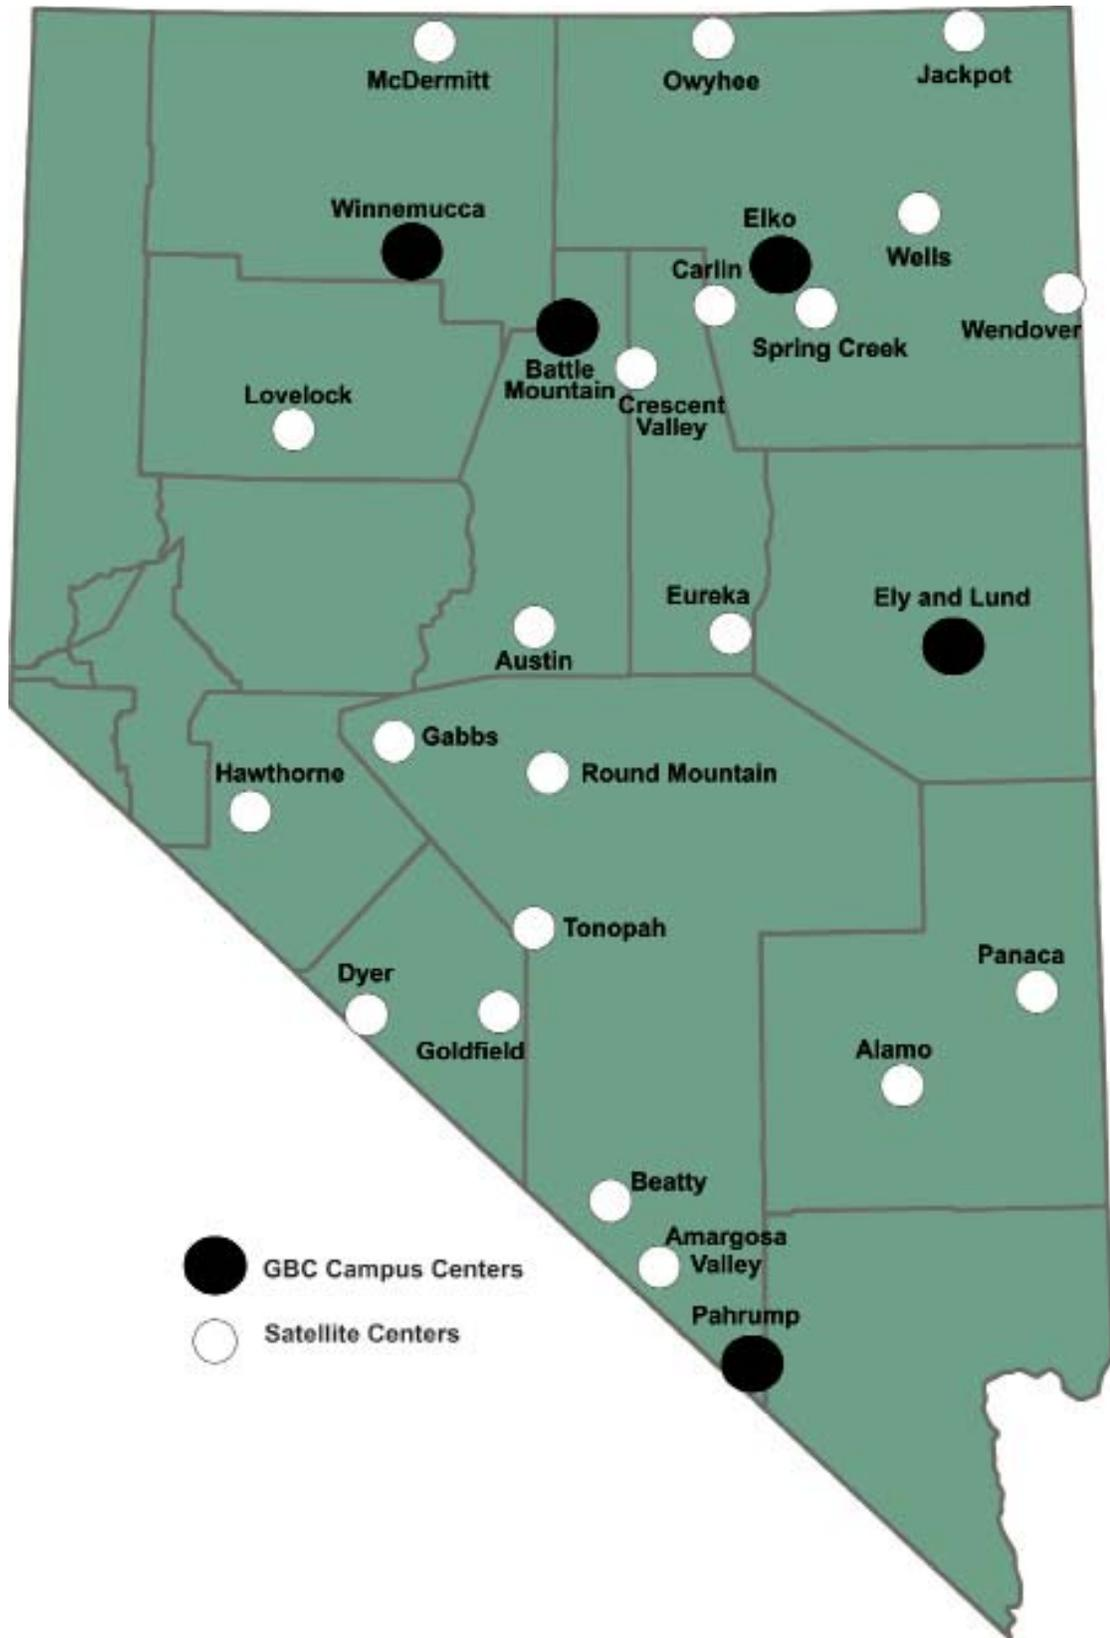 McDermitt
Owyhee
Jackpot
Winnemucca
Elko
Wells
Carlin
Wendover
Spring Creek
Battle
Mountain
Crescent
Valley
Lovelock
Eureka
Ely and Lund
Austin
Gabbs
Hawthorne
Round Mountain
Tonopah
Panaca
Dyer
Goldfield
Alamo
Beatty
Amargosa
Valley
GBC Campus Centers
Pahrump
Satellite Centers